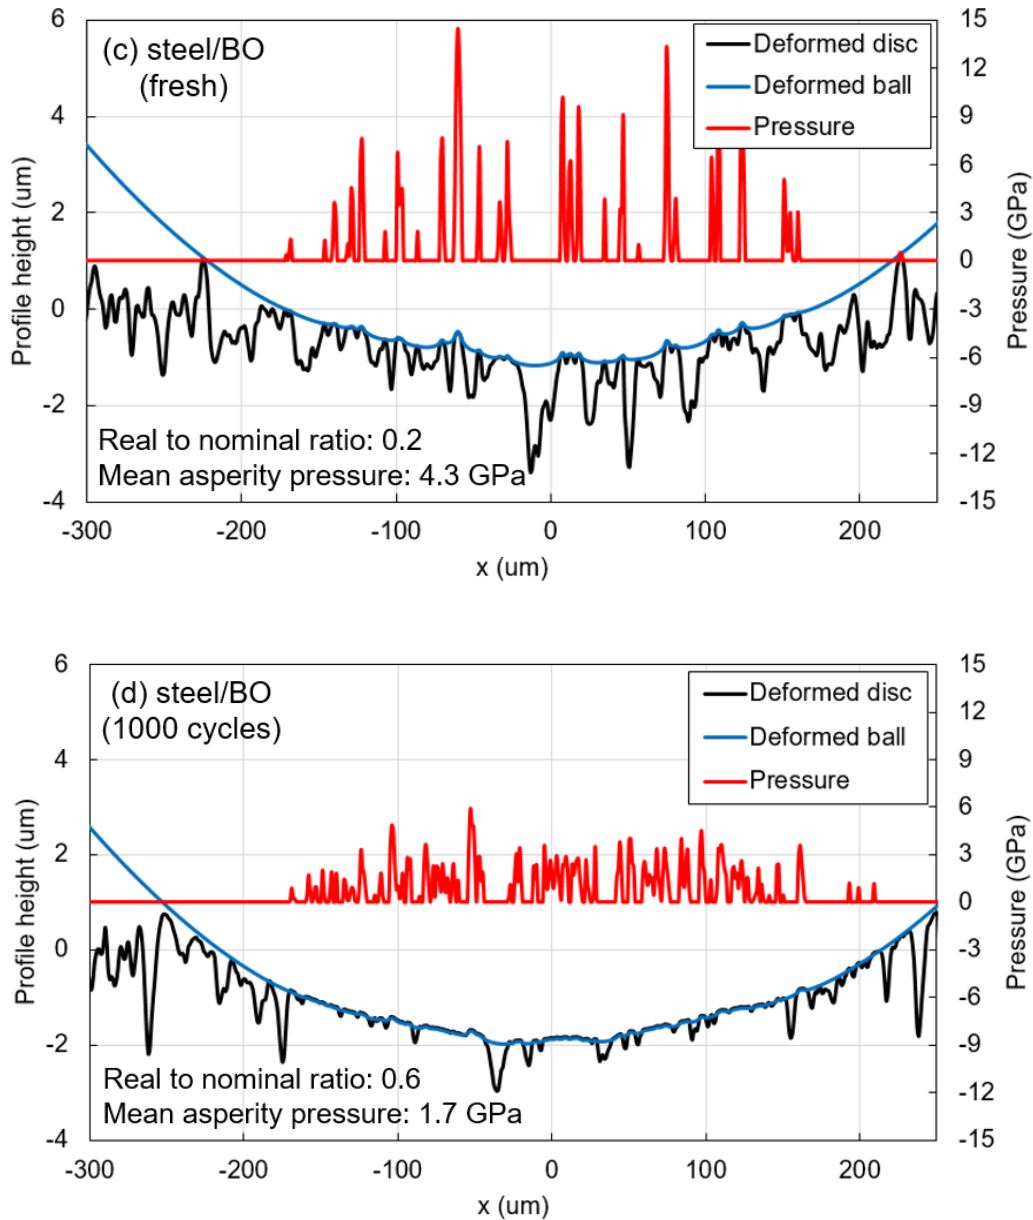 (c) steel/BO
(fresh)
Deformed disc
Deformed ball
Pressure
6
4
2
0
-2
-4
Profile height (um)
15
12
9
6
3
0
-3
-6
-9
-12
-15
Pressure (GPa)
Real to nominal ratio: 0.2
Mean asperity pressure: 4.3 GPa
-300
-200
-100
0
100
200
x (um)
(d) steel/BO
(1000 cycles)
Deformed disc
Deformed ball
Pressure
6
4
2
0
-2
-4
Profile height (um)
15
12
9
6
3
0
-3
-6
-9
-12
-15
Pressure (GPa)
Real to nominal ratio: 0.6
Mean asperity pressure: 1.7 GPa
-300
-200
-100
0
100
200
x (um)